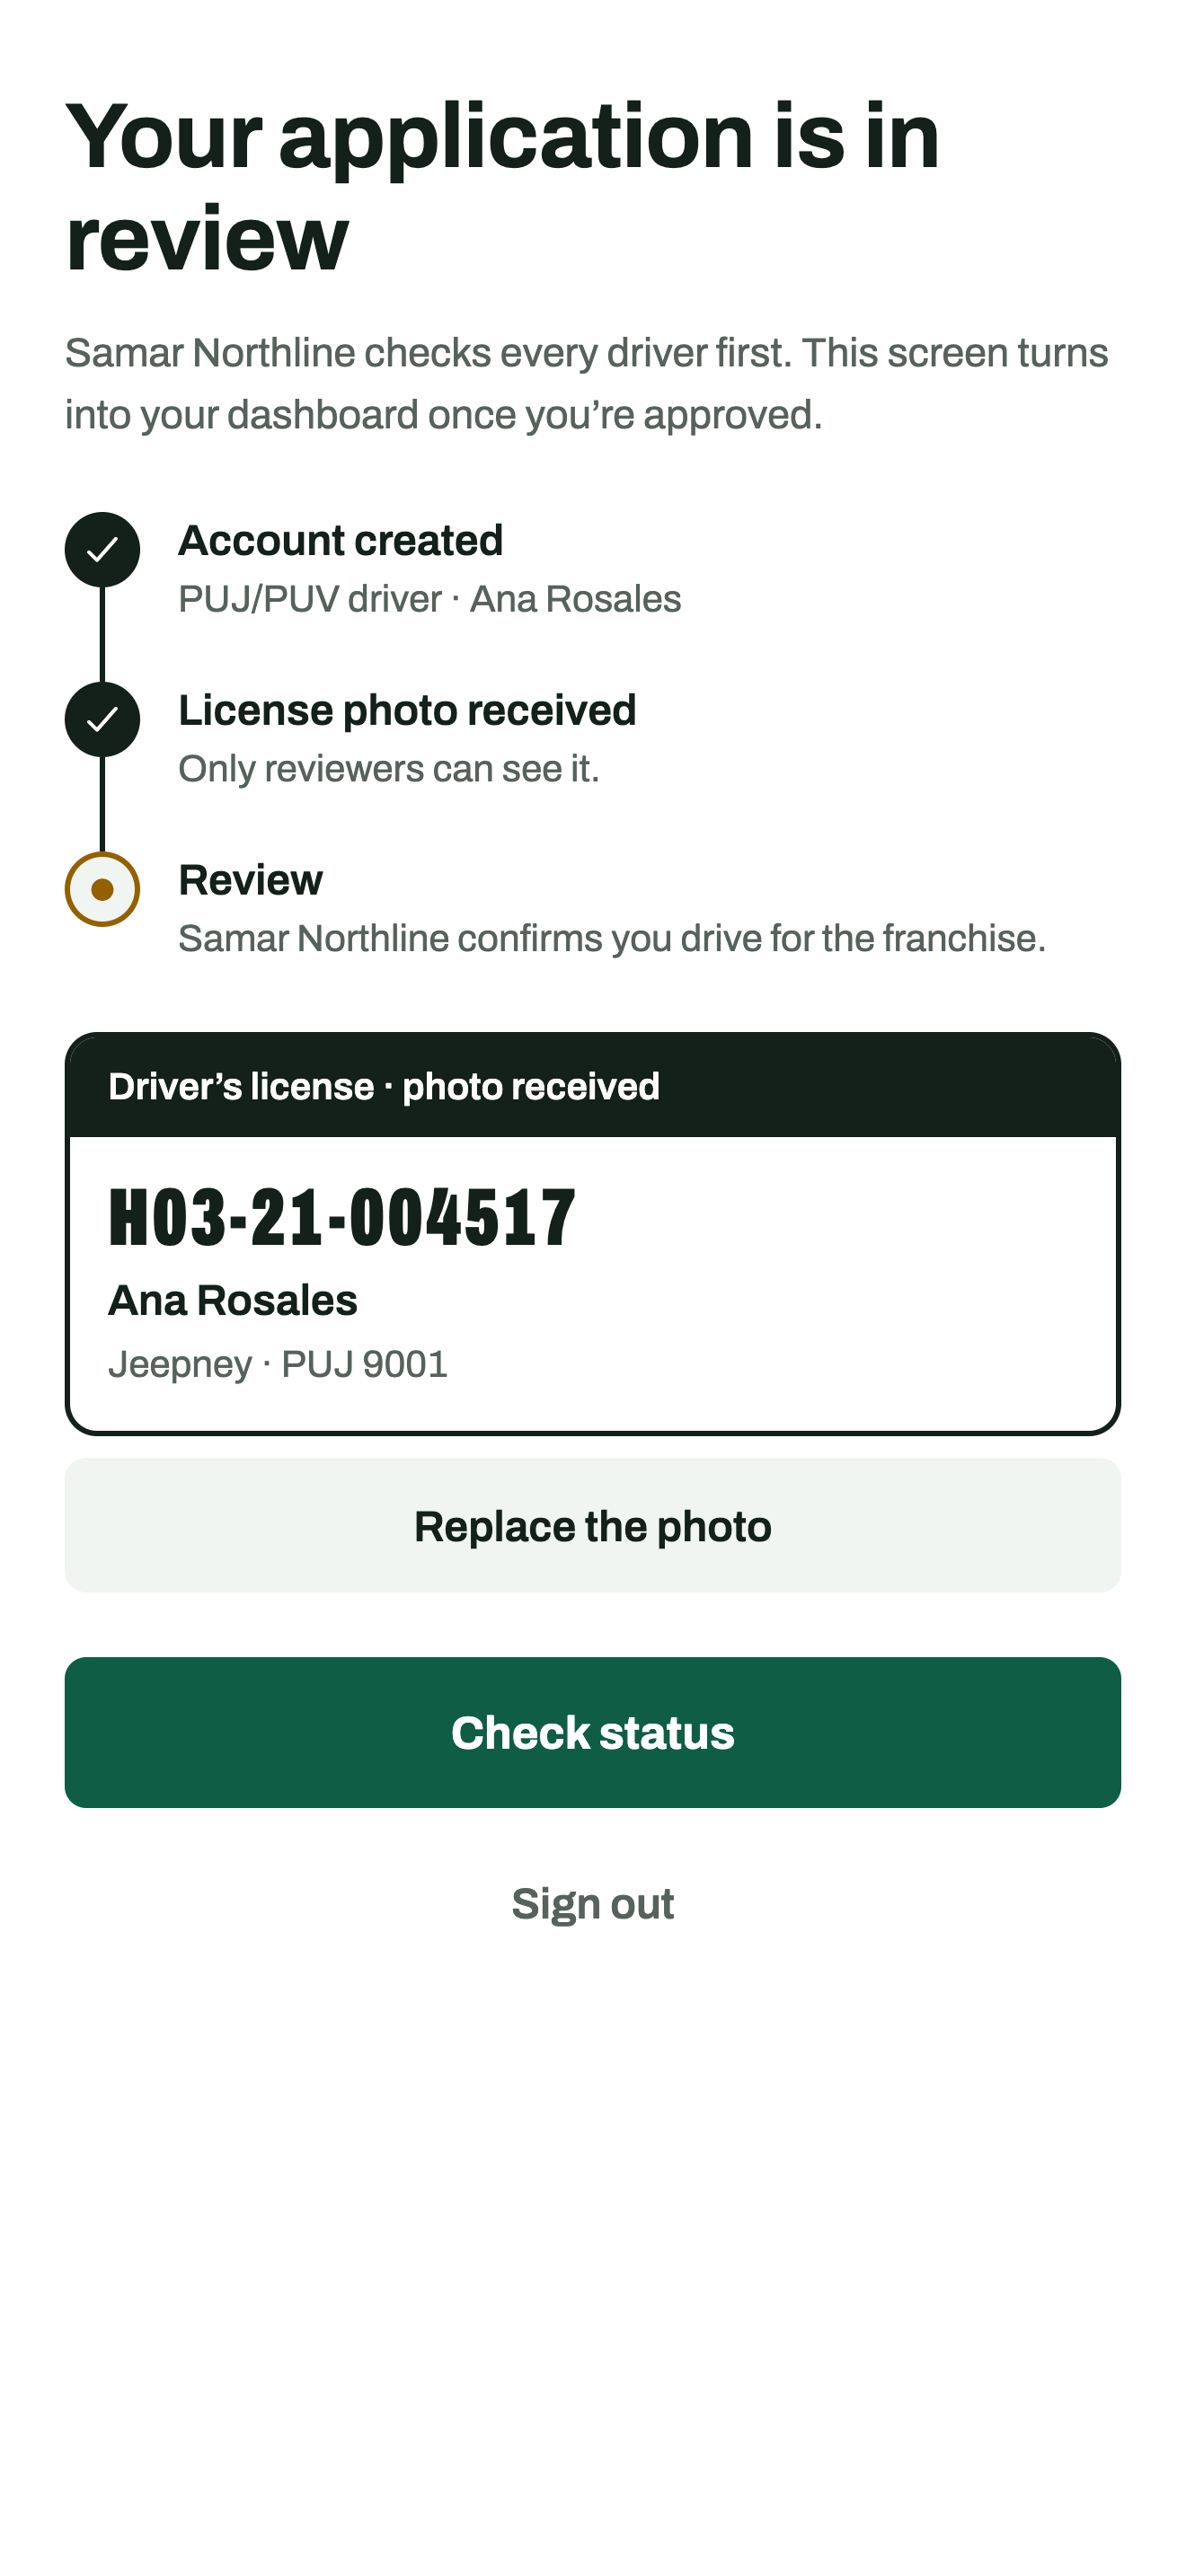 Your application is in
review
Samar Northline checks every driver first. This screen turns
into your dashboard once you’re approved.
Account created
PUJ/PUV driver · Ana Rosales
License photo received
Only reviewers can see it.
Review
Samar Northline confirms you drive for the franchise.
Driver’s license · photo received
H03-21-004517
Ana Rosales
Jeepney · PUJ 9001
Replace the photo
Check status
Sign out